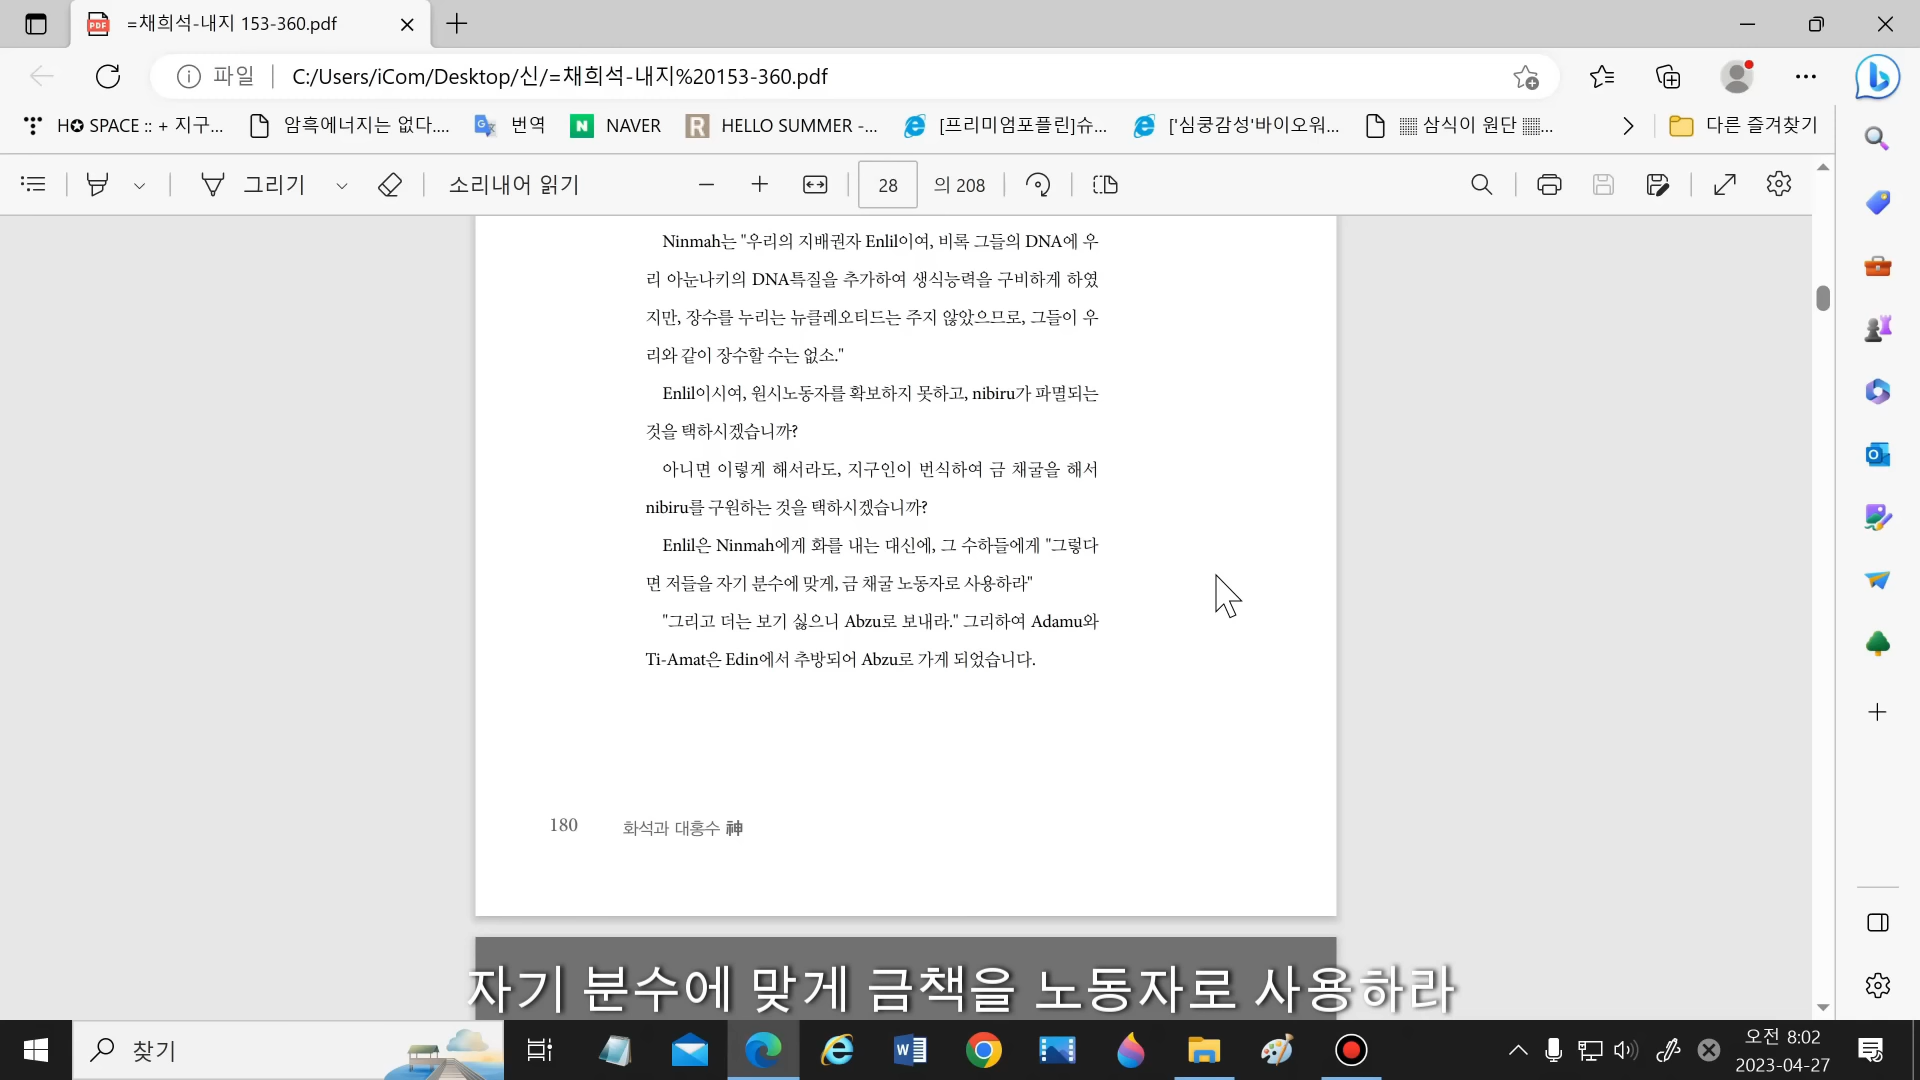 =채희석-내지 153-360.pdf
파일 C:/Users/iCom/Desktop/신/=채희석-내지%20153-360.pdf
H✪ SPACE :: + 지구... 암흑에너지는 없다.... 번역 NAVER HELLO SUMMER -... [프리미엄포플린]슈... ['심쿵감성'바이오워... ▒ 삼식이 원단 ▒... 다른 즐겨찾기
그리기 소리내어 읽기 28 의 208
Ninmah는 "우리의 지배권자 Enlil이여, 비록 그들의 DNA에 우
리 아눈나키의 DNA특질을 추가하여 생식능력을 구비하게 하였
지만, 장수를 누리는 뉴클레오티드는 주지 않았으므로, 그들이 우
리와 같이 장수할 수는 없소."
Enlil이시여, 원시노동자를 확보하지 못하고, nibiru가 파멸되는
것을 택하시겠습니까?
아니면 이렇게 해서라도, 지구인이 번식하여 금 채굴을 해서
nibiru를 구원하는 것을 택하시겠습니까?
Enlil은 Ninmah에게 화를 내는 대신에, 그 수하들에게 "그렇다
면 저들을 자기 분수에 맞게, 금 채굴 노동자로 사용하라"
"그리고 더는 보기 싫으니 Abzu로 보내라." 그리하여 Adamu와
Ti-Amat은 Edin에서 추방되어 Abzu로 가게 되었습니다.
180 화석과 대홍수 神
자기 분수에 맞게 금책을 노동자로 사용하라
찾기
오전 8:02
2023-04-27